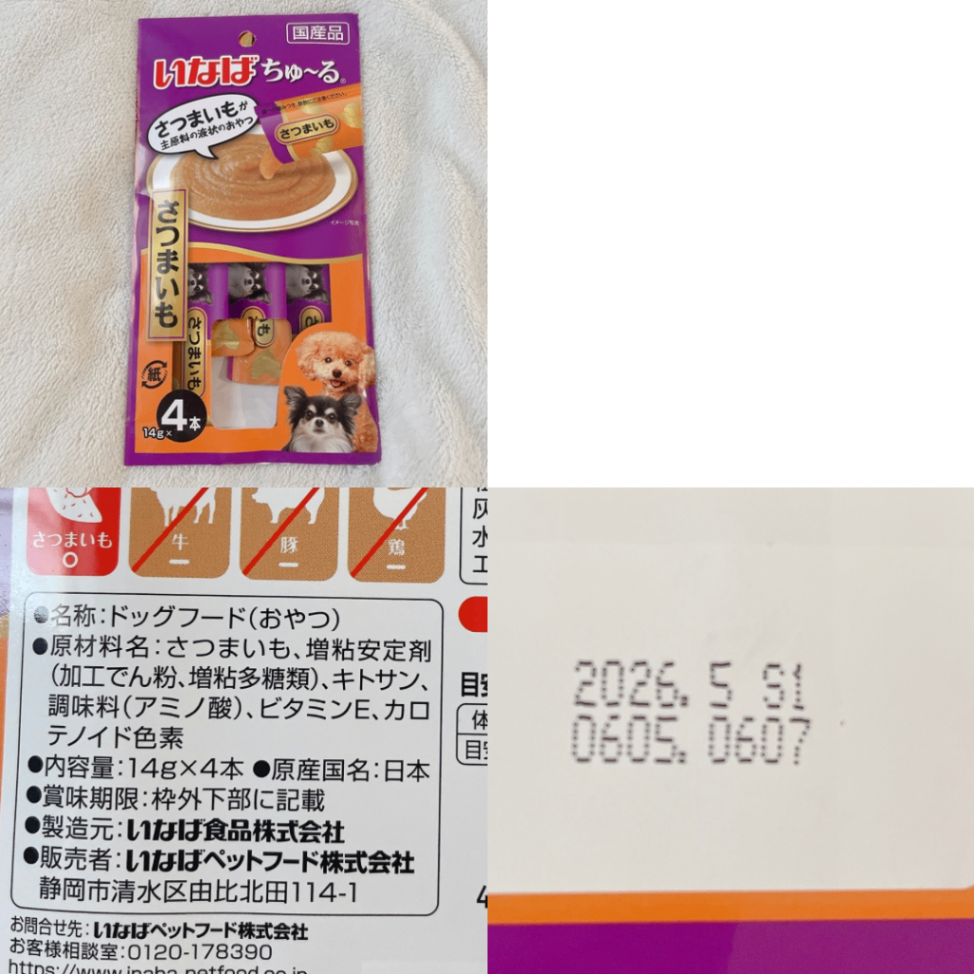 国産品
いなば ちゅ〜る
さつまいもが
主原料の液状のおやつ
さつまいも
さつまいも
さつまいも
紙
14g×4本
さつまいも
牛
豚
鶏
●名称:ドッグフード(おやつ)
●原材料名:さつまいも、増粘安定剤
(加工でん粉、増粘多糖類)、キトサン、
調味料(アミノ酸)、ビタミンE、カロ
テノイド色素
●内容量:14g×4本 ●原産国名:日本
●賞味期限:枠外下部に記載
●製造元:いなば食品株式会社
●販売者:いなばペットフード株式会社
静岡市清水区由比北田114-1
お問合せ先:いなばペットフード株式会社
お客様相談室:0120-178390
https://www.inaba-petfood.co.jp
2026. 5 31
0605. 0607